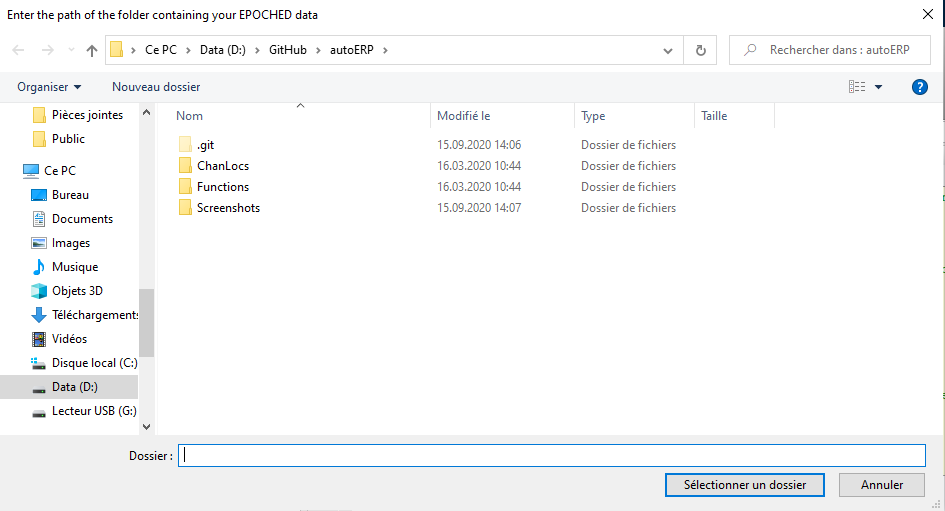 Enter the path of the folder containing your EPOCHED data
Ce PC > Data (D:) > GitHub > autoERP >
Rechercher dans : autoERP
Organiser
Nouveau dossier
?
Pièces jointes
Public
Ce PC
Bureau
Documents
Images
Musique
Objets 3D
Téléchargements
Vidéos
Disque local (C:)
Data (D:)
Lecteur USB (G:)
Nom Modifié le Type Taille
.git 15.09.2020 14:06 Dossier de fichiers
ChanLocs 16.03.2020 10:44 Dossier de fichiers
Functions 16.03.2020 10:44 Dossier de fichiers
Screenshots 15.09.2020 14:07 Dossier de fichiers
Dossier :
Sélectionner un dossier
Annuler